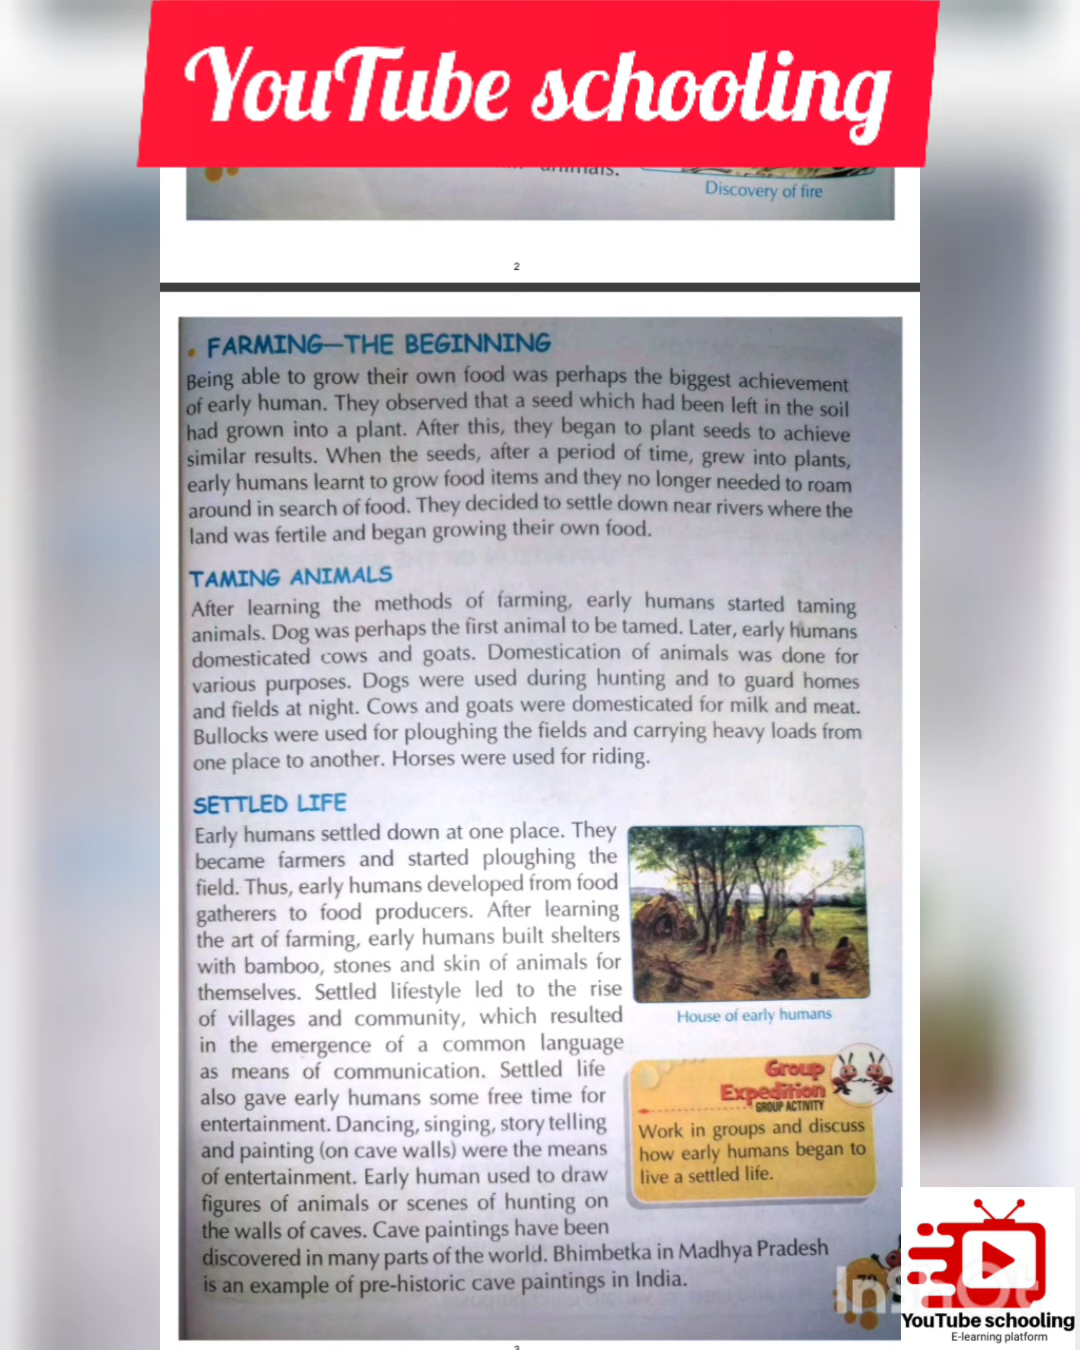 YouTube schooling
animals.
Discovery of fire
2
FARMING—THE BEGINNING
Being able to grow their own food was perhaps the biggest achievement
of early human. They observed that a seed which had been left in the soil
had grown into a plant. After this, they began to plant seeds to achieve
similar results. When the seeds, after a period of time, grew into plants,
early humans learnt to grow food items and they no longer needed to roam
around in search of food. They decided to settle down near rivers where the
land was fertile and began growing their own food.
TAMING ANIMALS
After learning the methods of farming, early humans started taming
animals. Dog was perhaps the first animal to be tamed. Later, early humans
domesticated cows and goats. Domestication of animals was done for
various purposes. Dogs were used during hunting and to guard homes
and fields at night. Cows and goats were domesticated for milk and meat.
Bullocks were used for ploughing the fields and carrying heavy loads from
one place to another. Horses were used for riding.
SETTLED LIFE
Early humans settled down at one place. They
became farmers and started ploughing the
field. Thus, early humans developed from food
gatherers to food producers. After learning
the art of farming, early humans built shelters
with bamboo, stones and skin of animals for
themselves. Settled lifestyle led to the rise
of villages and community, which resulted
in the emergence of a common language
as means of communication. Settled life
also gave early humans some free time for
entertainment. Dancing, singing, story telling
and painting (on cave walls) were the means
of entertainment. Early human used to draw
figures of animals or scenes of hunting on
the walls of caves. Cave paintings have been
discovered in many parts of the world. Bhimbetka in Madhya Pradesh
is an example of pre-historic cave paintings in India.
House of early humans
Group
Expedition
GROUP ACTIVITY
Work in groups and discuss
how early humans began to
live a settled life.
InShOt
YouTube schooling
E-learning platform
3